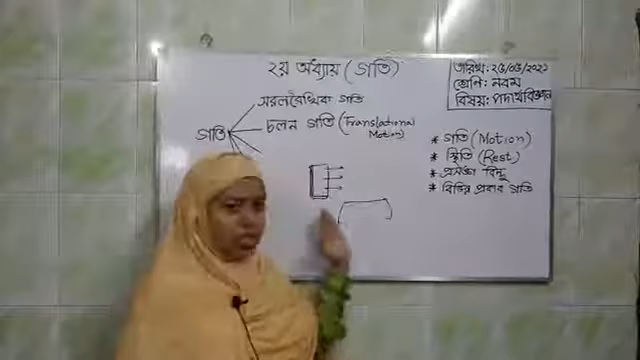 ২য় অধ্যায় (গতি)
তারিখ: ২৫/০৫/২০২১
শ্রেণি: নবম
বিষয়: পদার্থবিজ্ঞান
সরলরৈখিক গতি
গতি
চলন গতি (Translational
Motion)
* গতি (Motion)
* স্থিতি (Rest)
* প্রসঙ্গ বিন্দু
* বিভিন্ন প্রকার গতি